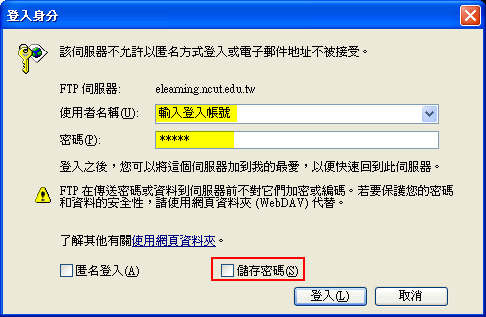 登入身分
該伺服器不允許以匿名方式登入或電子郵件地址不被接受。
FTP 伺服器: elearning.ncut.edu.tw
使用者名稱(U): 輸入登入帳號
密碼(P): *****
登入之後，您可以將這個伺服器加到我的最愛，以便快速回到此伺服器。
FTP 在傳送密碼或資料到伺服器前不對它們加密或編碼。若要保護您的密碼
和資料的安全性，請使用網頁資料夾 (WebDAV) 代替。
了解其他有關使用網頁資料夾。
匿名登入(A) 儲存密碼(S)
登入(L) 取消